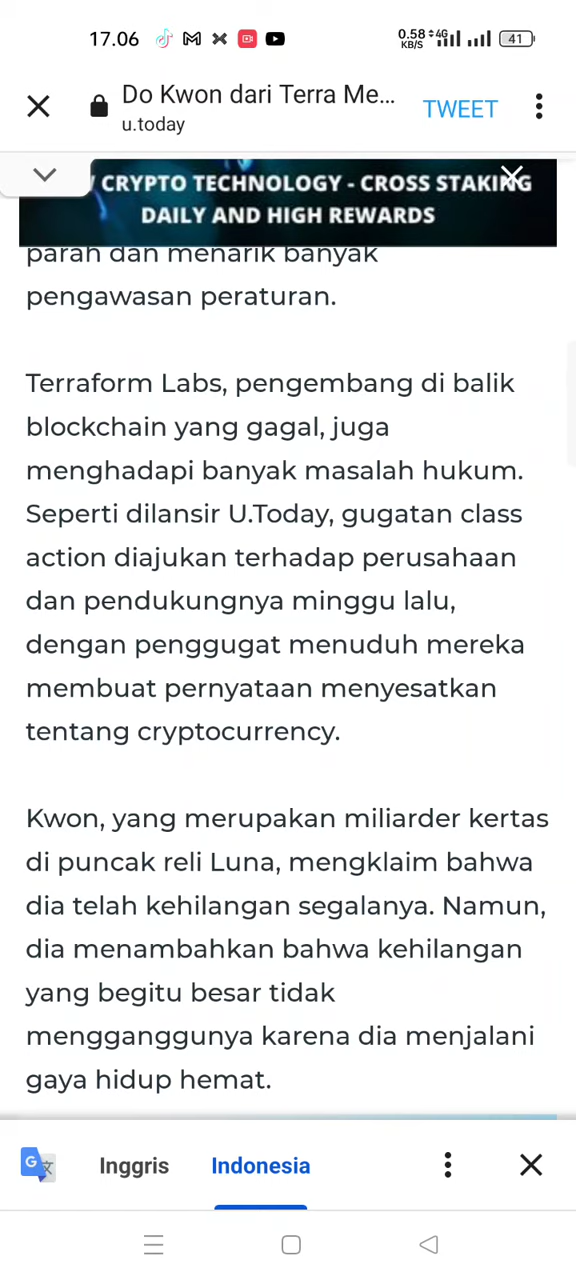 17.06
0.58 KB/S 4G 41
Do Kwon dari Terra Me...
u.today
TWEET
CRYPTO TECHNOLOGY - CROSS STAKING
DAILY AND HIGH REWARDS
parah dan menarik banyak
pengawasan peraturan.
Terraform Labs, pengembang di balik
blockchain yang gagal, juga
menghadapi banyak masalah hukum.
Seperti dilansir U.Today, gugatan class
action diajukan terhadap perusahaan
dan pendukungnya minggu lalu,
dengan penggugat menuduh mereka
membuat pernyataan menyesatkan
tentang cryptocurrency.
Kwon, yang merupakan miliarder kertas
di puncak reli Luna, mengklaim bahwa
dia telah kehilangan segalanya. Namun,
dia menambahkan bahwa kehilangan
yang begitu besar tidak
mengganggunya karena dia menjalani
gaya hidup hemat.
G 文 Inggris Indonesia